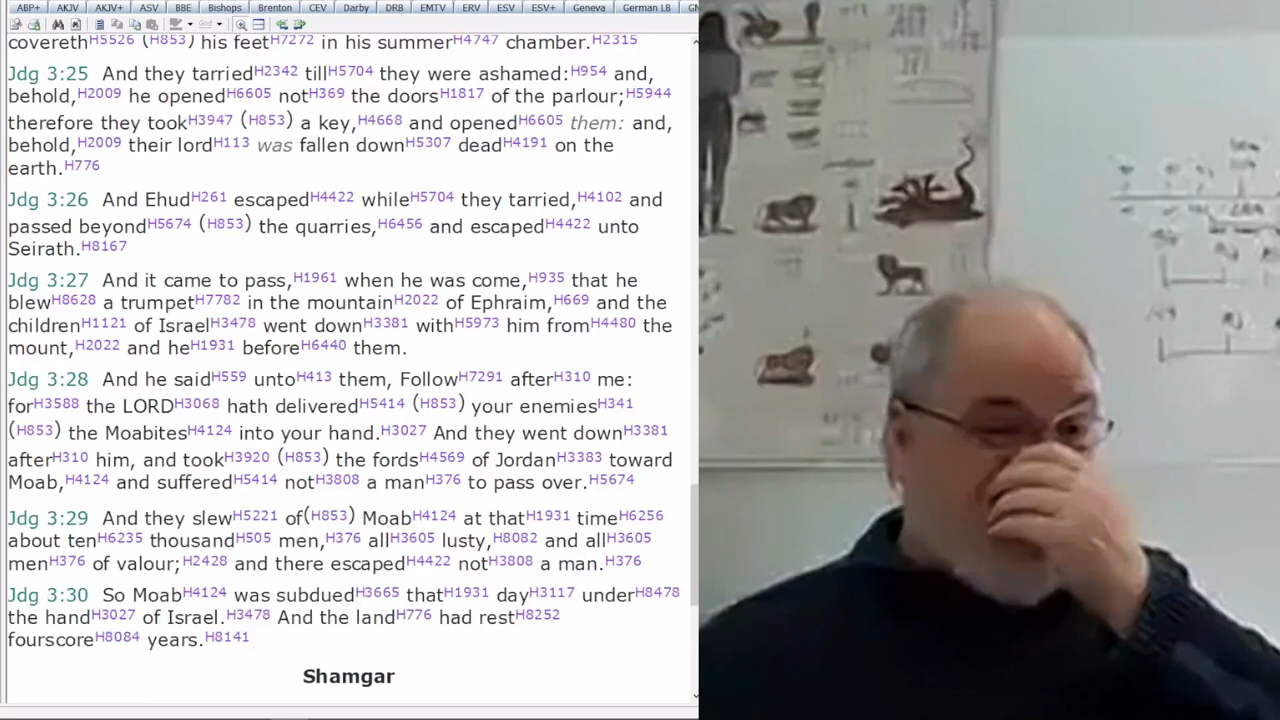 ABP+ AKJV AKJV+ ASV BBE Bishops Brenton CEV Darby DRB EMTV ERV ESV ESV+ Geneva German LB GN
covereth H5526 (H853) his feet H7272 in his summer H4747 chamber. H2315
Jdg 3:25 And they tarried H2342 till H5704 they were ashamed: H954 and,
behold, H2009 he opened H6605 not H369 the doors H1817 of the parlour; H5944
therefore they took H3947 (H853) a key, H4668 and opened H6605 them: and,
behold, H2009 their lord H113 was fallen down H5307 dead H4191 on the
earth. H776
Jdg 3:26 And Ehud H261 escaped H4422 while H5704 they tarried, H4102 and
passed beyond H5674 (H853) the quarries, H6456 and escaped H4422 unto
Seirath. H8167
Jdg 3:27 And it came to pass, H1961 when he was come, H935 that he
blew H8628 a trumpet H7782 in the mountain H2022 of Ephraim, H669 and the
children H1121 of Israel H3478 went down H3381 with H5973 him from H4480 the
mount, H2022 and he H1931 before H6440 them.
Jdg 3:28 And he said H559 unto H413 them, Follow H7291 after H310 me:
for H3588 the LORD H3068 hath delivered H5414 (H853) your enemies H341
(H853) the Moabites H4124 into your hand. H3027 And they went down H3381
after H310 him, and took H3920 (H853) the fords H4569 of Jordan H3383 toward
Moab, H4124 and suffered H5414 not H3808 a man H376 to pass over. H5674
Jdg 3:29 And they slew H5221 of (H853) Moab H4124 at that H1931 time H6256
about ten H6235 thousand H505 men, H376 all H3605 lusty, H8082 and all H3605
men H376 of valour; H2428 and there escaped H4422 not H3808 a man. H376
Jdg 3:30 So Moab H4124 was subdued H3665 that H1931 day H3117 under H8478
the hand H3027 of Israel. H3478 And the land H776 had rest H8252
fourscore H8084 years. H8141
Shamgar